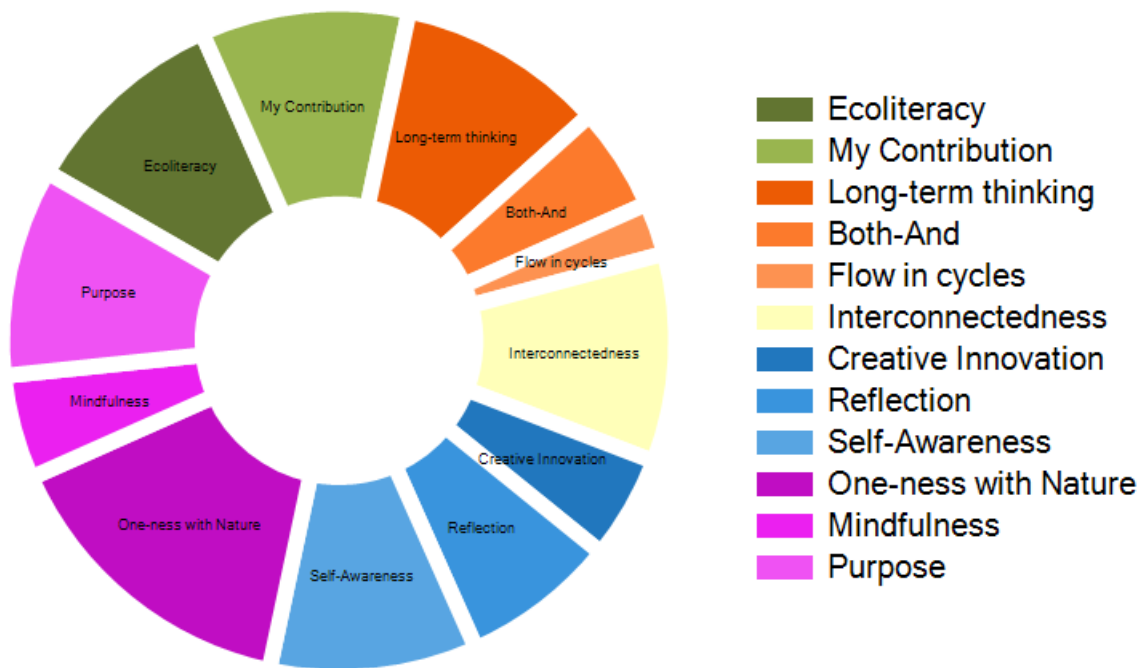 My Contribution
Long-term thinking
Ecoliteracy
Both-And
Flow in cycles
Purpose
Interconnectedness
Mindfulness
Creative Innovation
One-ness with Nature
Reflection
Self-Awareness
Ecoliteracy
My Contribution
Long-term thinking
Both-And
Flow in cycles
Interconnectedness
Creative Innovation
Reflection
Self-Awareness
One-ness with Nature
Mindfulness
Purpose